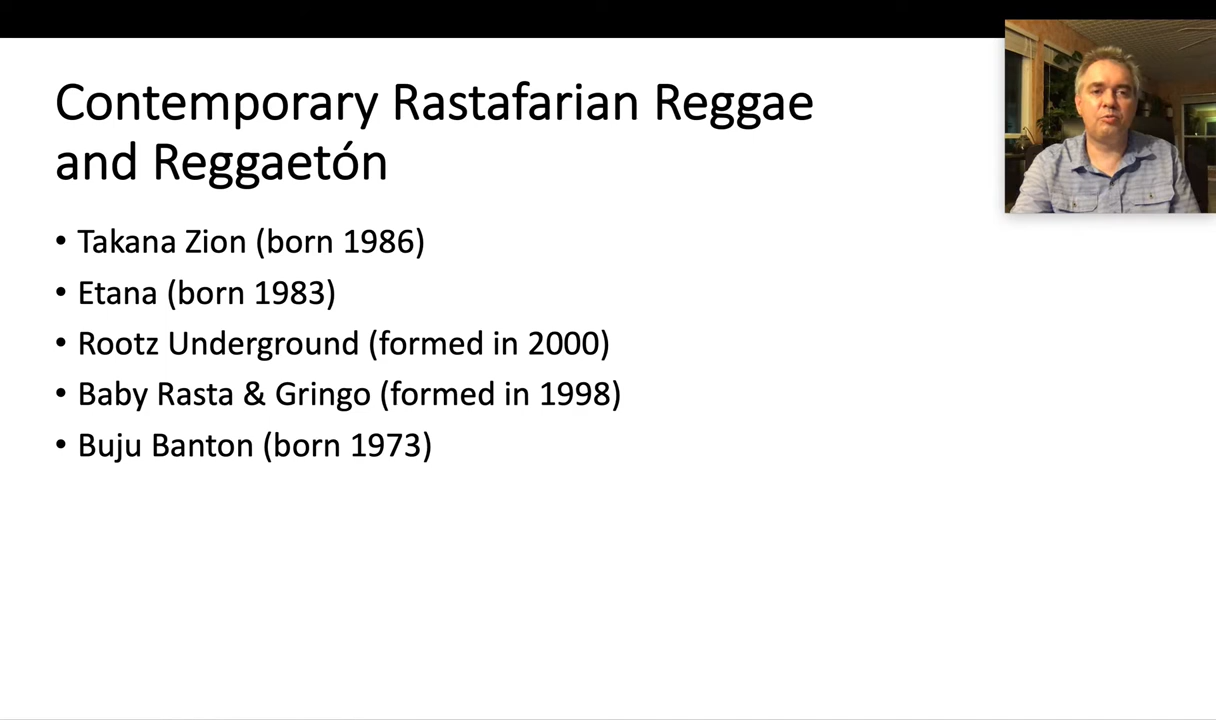 Contemporary Rastafarian Reggae
and Reggaetón
• Takana Zion (born 1986)
• Etana (born 1983)
• Rootz Underground (formed in 2000)
• Baby Rasta & Gringo (formed in 1998)
• Buju Banton (born 1973)